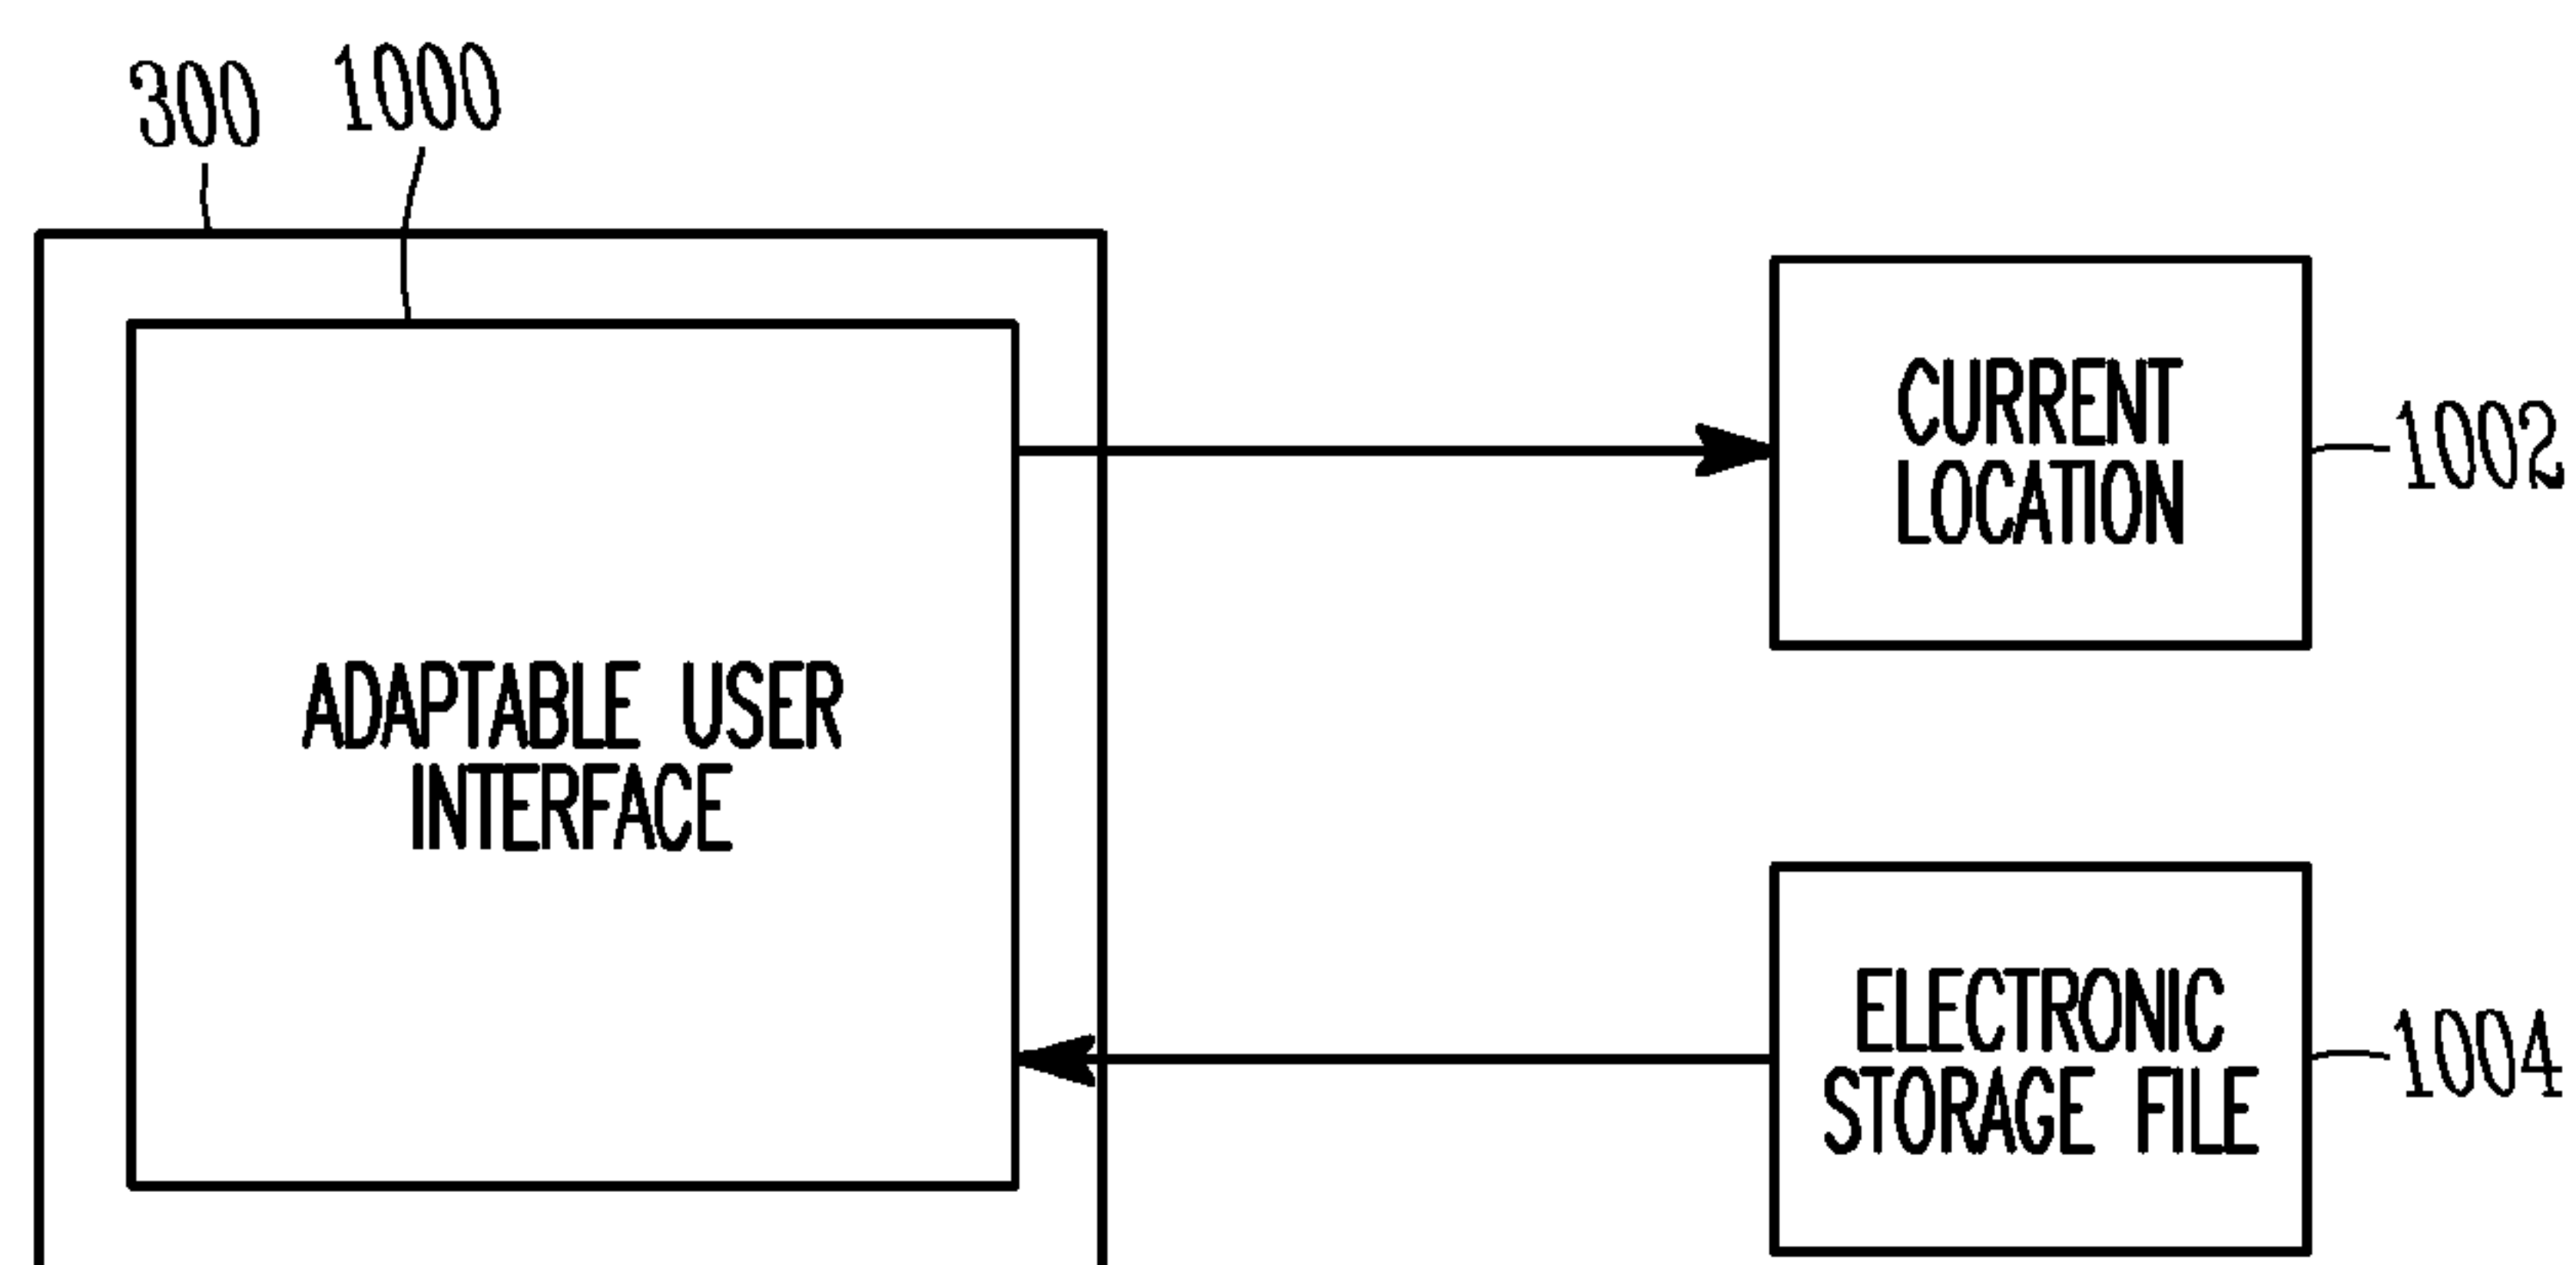 300
1000
CURRENT
LOCATION
1002
ADAPTABLE USER
INTERFACE
ELECTRONIC
STORAGE FILE
1004